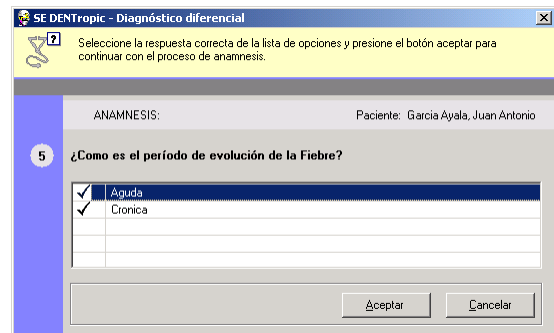 SE DENTropic - Diagnóstico diferencial
Seleccione la respuesta correcta de la lista de opciones y presione el botón aceptar para
continuar con el proceso de anamnesis.
ANAMNESIS: Paciente: Garcia Ayala, Juan Antonio
5 ¿Como es el período de evolución de la Fiebre?
Aguda
Cronica
Aceptar Cancelar